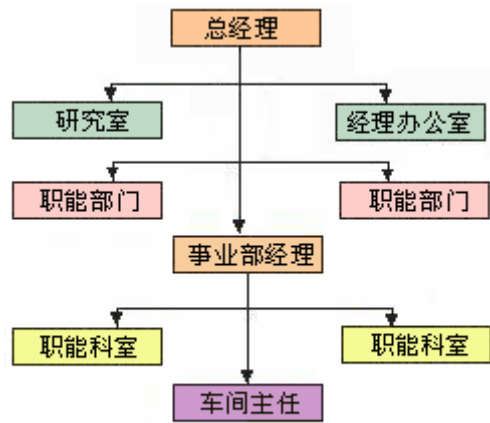 总经理
研究室
经理办公室
职能部门
职能部门
事业部经理
职能科室
职能科室
车间主任